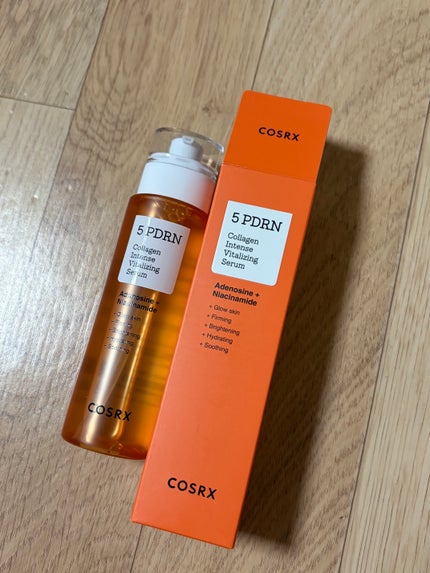 5 PDRN
Collagen
Intense
Vitalizing
Serum
Adenosine +
Niacinamide
COSRX
COSRX
5 PDRN
Collagen
Intense
Vitalizing
Serum
Adenosine +
Niacinamide
+ Glow skin
+ Firming
+ Brightening
+ Hydrating
+ Soothing
COSRX